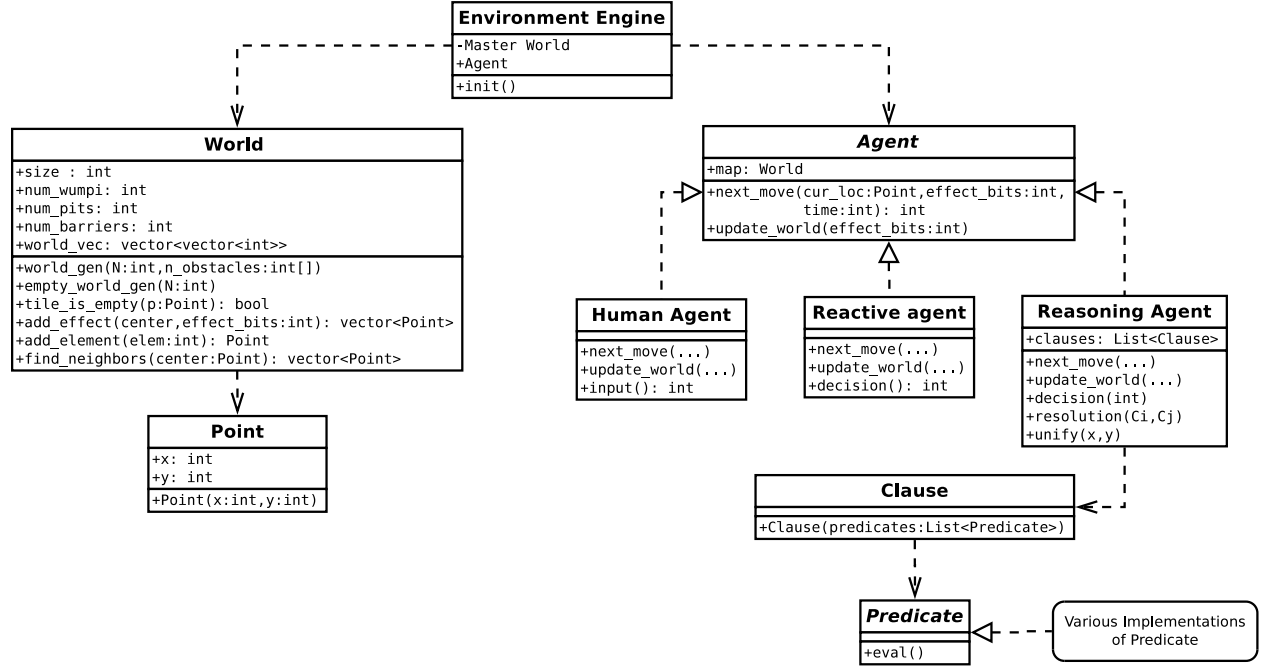 Environment Engine
-Master World
+Agent
+init()
World
+size : int
+num_wumpi: int
+num_pits: int
+num_barriers: int
+world_vec: vector<vector<int>>
+world_gen(N:int,n_obstacles:int[])
+empty_world_gen(N:int)
+tile_is_empty(p:Point): bool
+add_effect(center,effect_bits:int): vector<Point>
+add_element(elem:int): Point
+find_neighbors(center:Point): vector<Point>
Agent
+map: World
+next_move(cur_loc:Point,effect_bits:int,
time:int): int
+update_world(effect_bits:int)
Human Agent
+next_move(...)
+update_world(...)
+input(): int
Reactive agent
+next_move(...)
+update_world(...)
+decision(): int
Reasoning Agent
+clauses: List<Clause>
+next_move(...)
+update_world(...)
+decision(int)
+resolution(Ci,Cj)
+unify(x,y)
Point
+x: int
+y: int
+Point(x:int,y:int)
Clause
+Clause(predicates:List<Predicate>)
Predicate
+eval()
Various Implementations
of Predicate